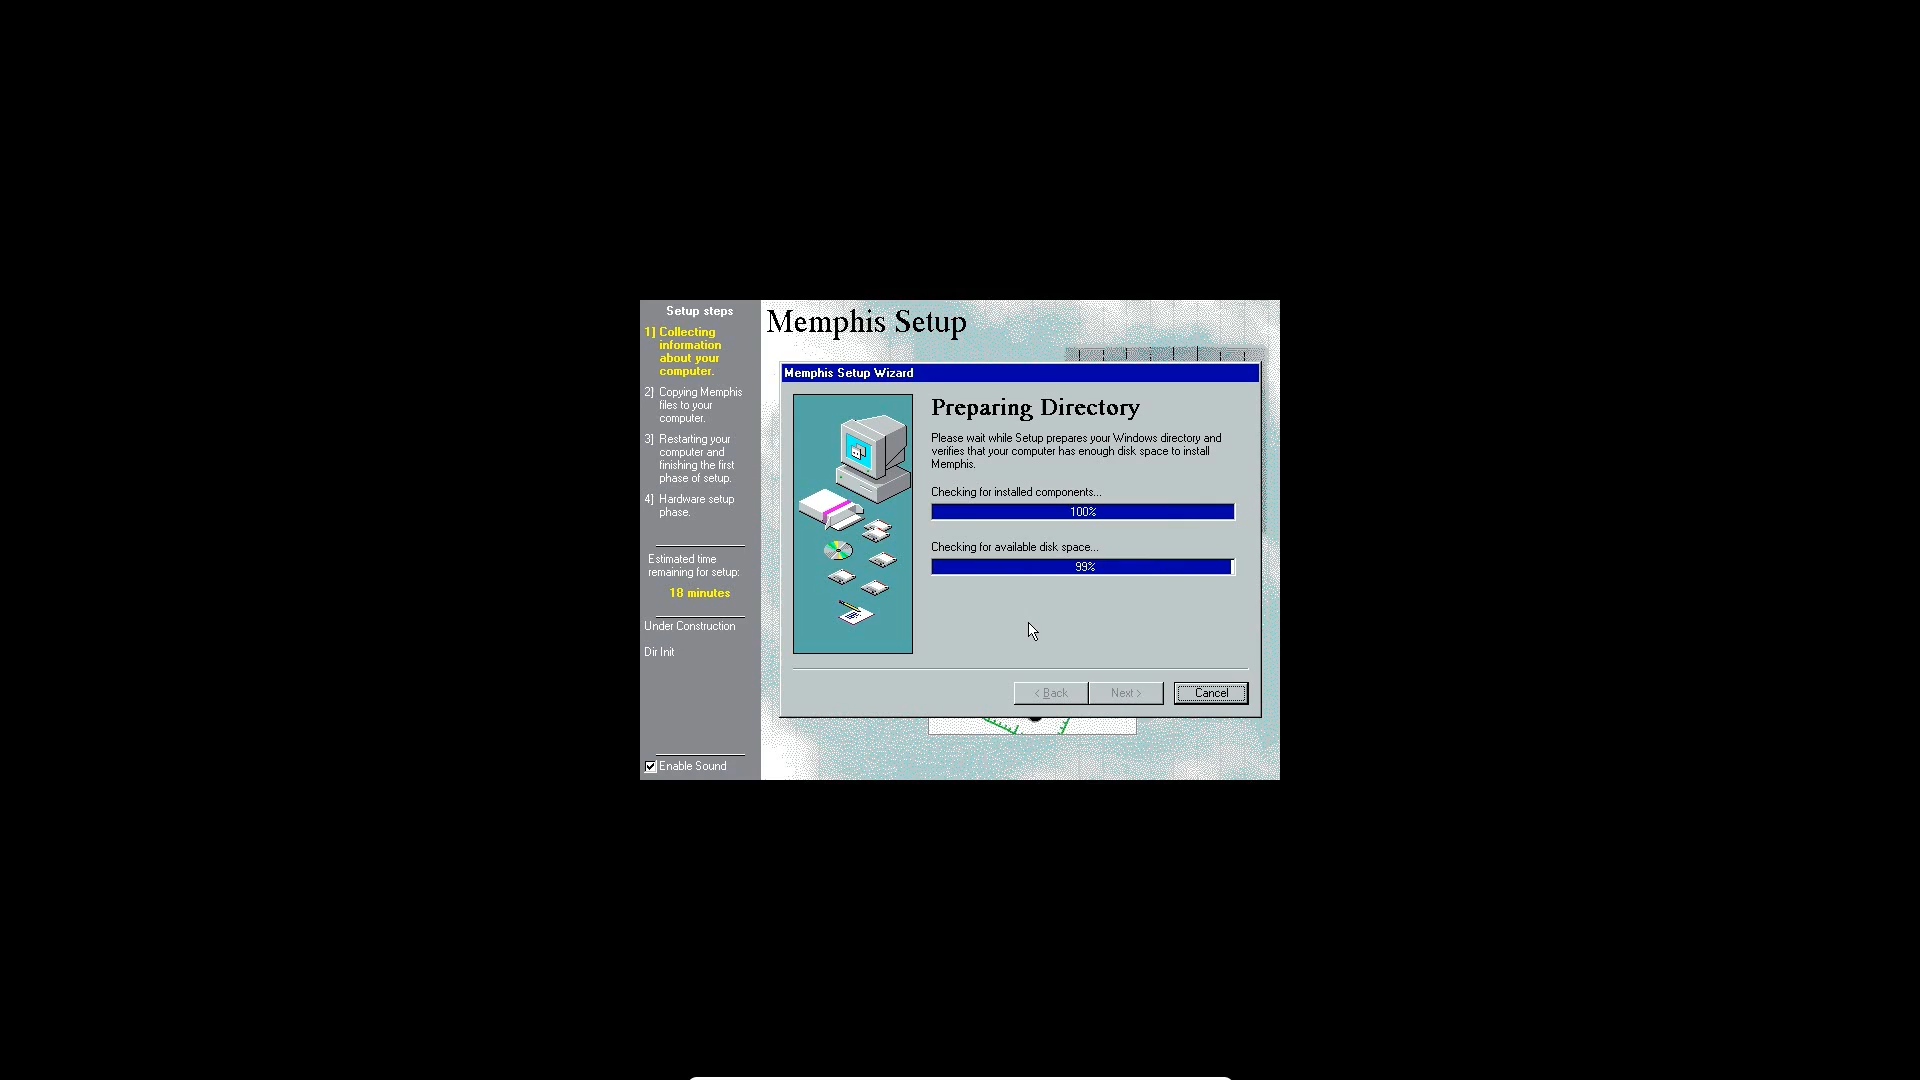 Setup steps
1] Collecting
information
about your
computer.
2] Copying Memphis
files to your
computer.
3] Restarting your
computer and
finishing the first
phase of setup.
4] Hardware setup
phase.
Estimated time
remaining for setup:
18 minutes
Under Construction
Dir Init
Enable Sound
Memphis Setup
Memphis Setup Wizard
Preparing Directory
Please wait while Setup prepares your Windows directory and
verifies that your computer has enough disk space to install
Memphis.
Checking for installed components...
100%
Checking for available disk space...
99%
< Back
Next >
Cancel